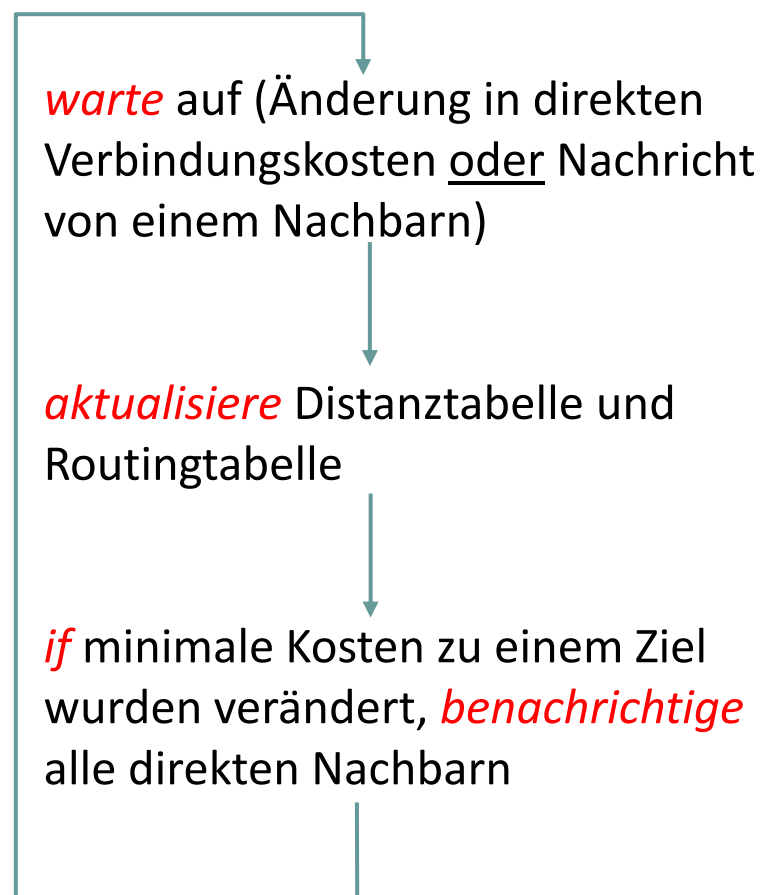 warte auf (Änderung in direkten
Verbindungskosten oder Nachricht
von einem Nachbarn)
aktualisiere Distanztabelle und
Routingtabelle
if minimale Kosten zu einem Ziel
wurden verändert, benachrichtige
alle direkten Nachbarn